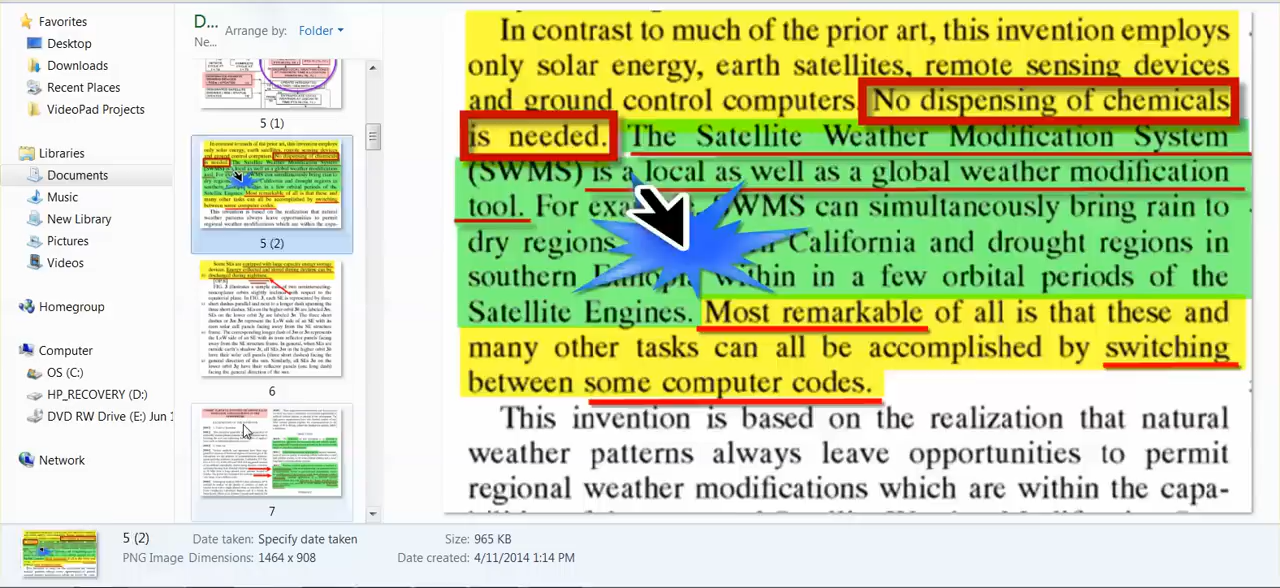 Favorites
Desktop
Downloads
Recent Places
VideoPad Projects
Libraries
Documents
Music
New Library
Pictures
Videos
Homegroup
Computer
OS (C:)
HP_RECOVERY (D:)
DVD RW Drive (E:) Jun 1
Network
D...
Ne...
Arrange by: Folder
5 (1)
5 (2)
6
7
In contrast to much of the prior art, this invention employs
only solar energy, earth satellites, remote sensing devices
and ground control computers. No dispensing of chemicals
is needed. The Satellite Weather Modification System
(SWMS) is a local as well as a global weather modification
tool. For WMS can simultaneously bring rain to
dry regions California and drought regions in
southern within in a few orbital periods of the
Satellite Engines. Most remarkable of all is that these and
many other tasks can all be accomplished by switching
between some computer codes.
This invention is based on the realization that natural
weather patterns always leave opportunities to permit
regional weather modifications which are within the capa-
5 (2)
PNG Image
Date taken: Specify date taken
Dimensions: 1464 x 908
Size: 965 KB
Date created: 4/11/2014 1:14 PM